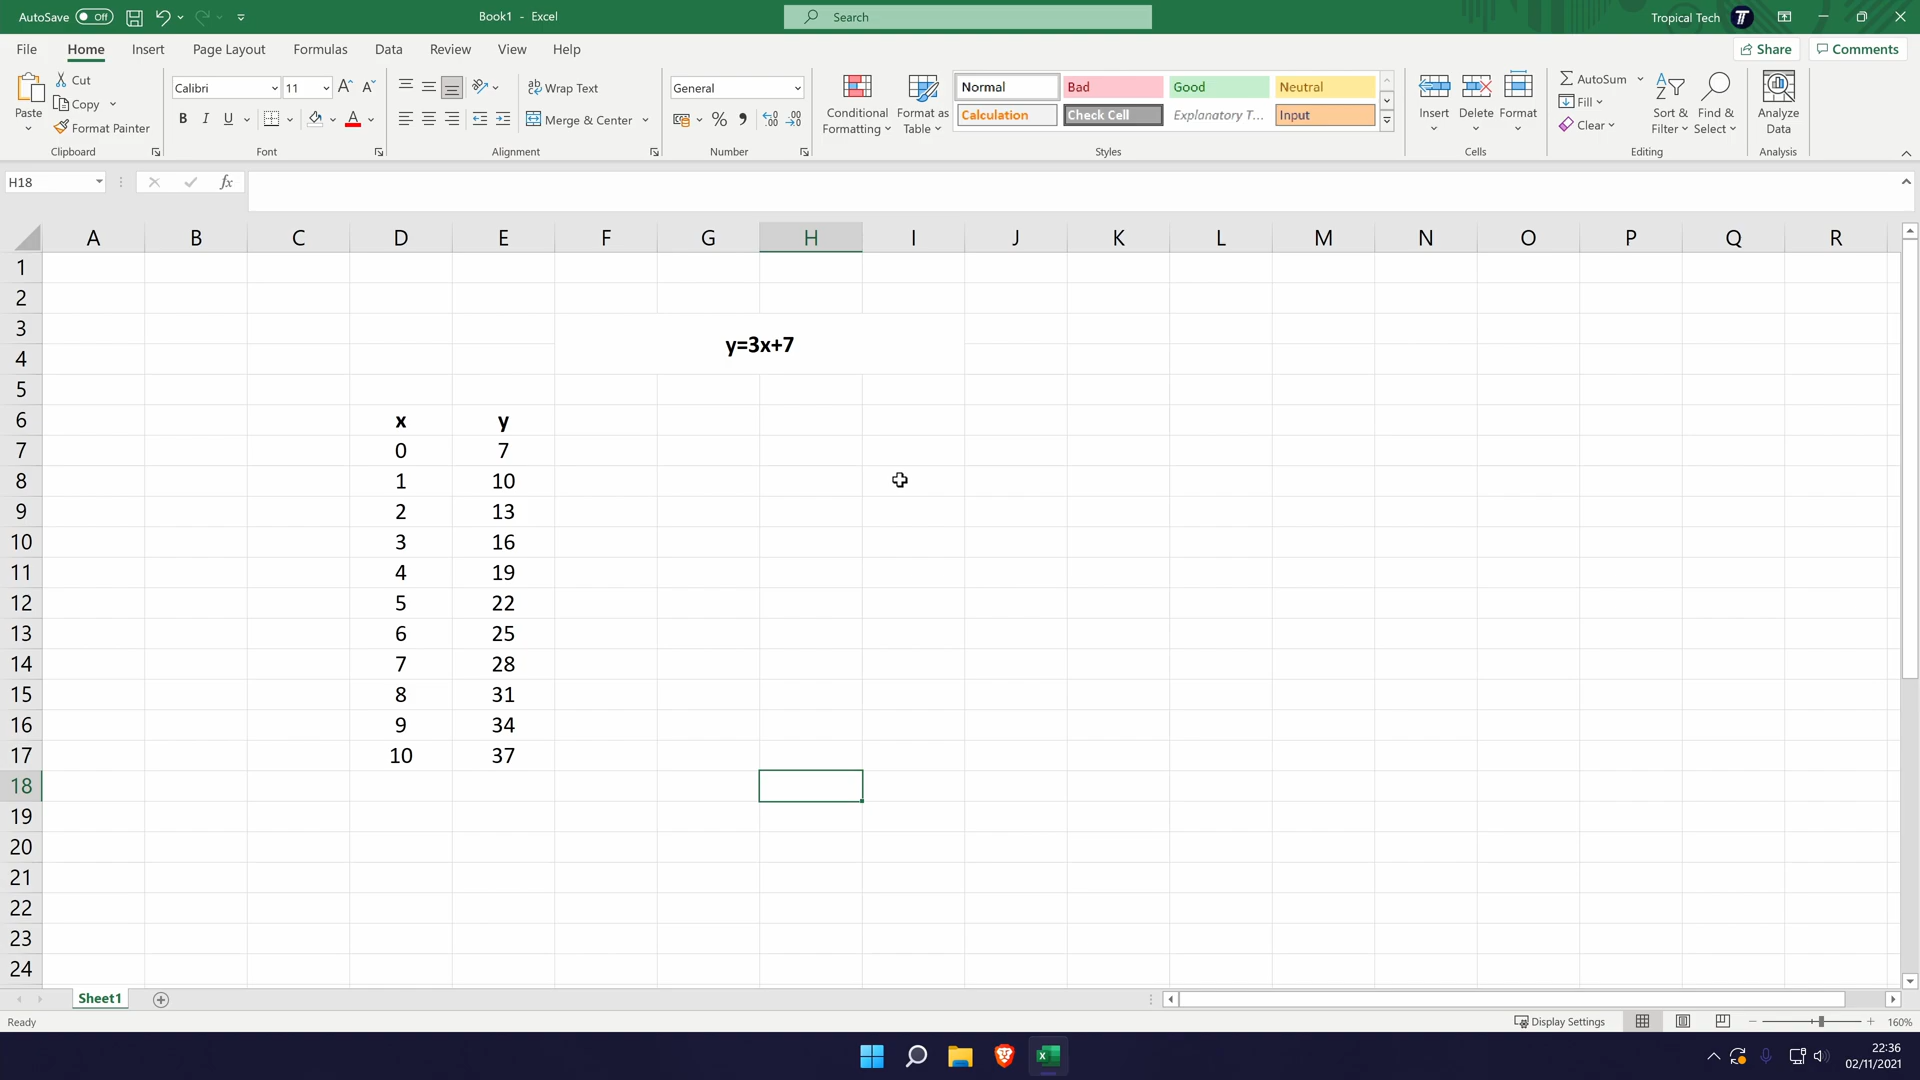 AutoSave Off Book1 - Excel Search Tropical Tech
File Home Insert Page Layout Formulas Data Review View Help Share Comments
Paste Cut Copy Format Painter Clipboard
Calibri 11 B I U A Font
Wrap Text Merge & Center Alignment
General % Number
Conditional Formatting Format as Table
Normal Bad Good Neutral
Calculation Check Cell Explanatory T... Input
Styles
Insert Delete Format Cells
AutoSum Fill Clear Sort & Filter Find & Select Editing
Analyze Data Analysis
H18 fx
A B C D E F G H I J K L M N O P Q R
1
2
3
y=3x+7
4
5
6 x y
7 0 7
8 1 10
9 2 13
10 3 16
11 4 19
12 5 22
13 6 25
14 7 28
15 8 31
16 9 34
17 10 37
18
19
20
21
22
23
24
Sheet1
Ready Display Settings 160%
22:36
02/11/2021